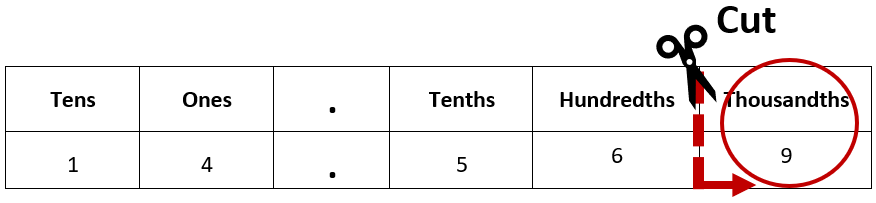 Cut
Tens Ones . Tenths Hundredths Thousandths
1 4 . 5 6 9